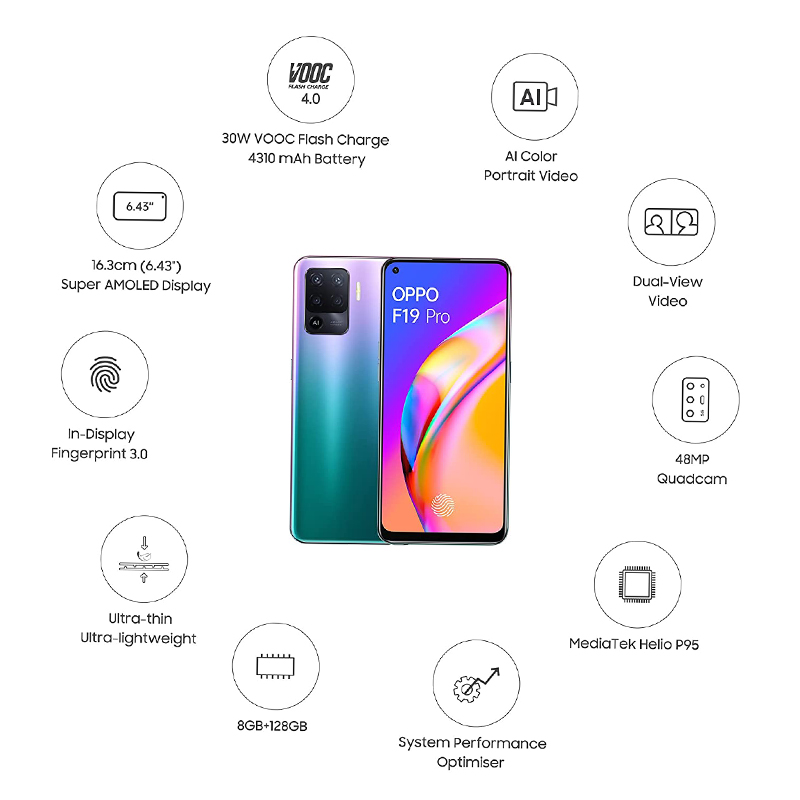 VOOC
FLASH CHARGE
4.0
30W VOOC Flash Charge
4310 mAh Battery
AI
AI Color
Portrait Video
6.43"
16.3cm (6.43")
Super AMOLED Display
Dual-View
Video
OPPO
F19 Pro
AI
In-Display
Fingerprint 3.0
48MP
Quadcam
Ultra-thin
Ultra-lightweight
MediaTek Helio P95
8GB+128GB
System Performance
Optimiser